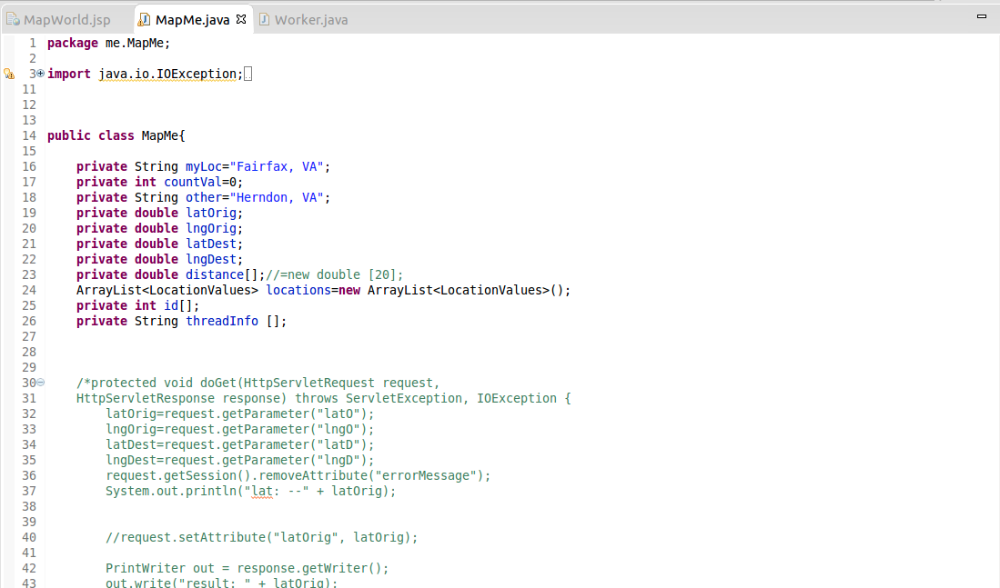 MapWorld.jsp MapMe.java Worker.java
1 package me.MapMe;
2
3 import java.io.IOException;
11
12
13
14 public class MapMe{
15
16 private String myLoc="Fairfax, VA";
17 private int countVal=0;
18 private String other="Herndon, VA";
19 private double latOrig;
20 private double lngOrig;
21 private double latDest;
22 private double lngDest;
23 private double distance[];//=new double [20];
24 ArrayList<LocationValues> locations=new ArrayList<LocationValues>();
25 private int id[];
26 private String threadInfo [];
27
28
29
30 /*protected void doGet(HttpServletRequest request,
31 HttpServletResponse response) throws ServletException, IOException {
32 latOrig=request.getParameter("latO");
33 lngOrig=request.getParameter("lngO");
34 latDest=request.getParameter("latD");
35 lngDest=request.getParameter("lngD");
36 request.getSession().removeAttribute("errorMessage");
37 System.out.println("lat: --" + latOrig);
38
39
40 //request.setAttribute("latOrig", latOrig);
41
42 PrintWriter out = response.getWriter();
43 out.write("result: " + latOrig);